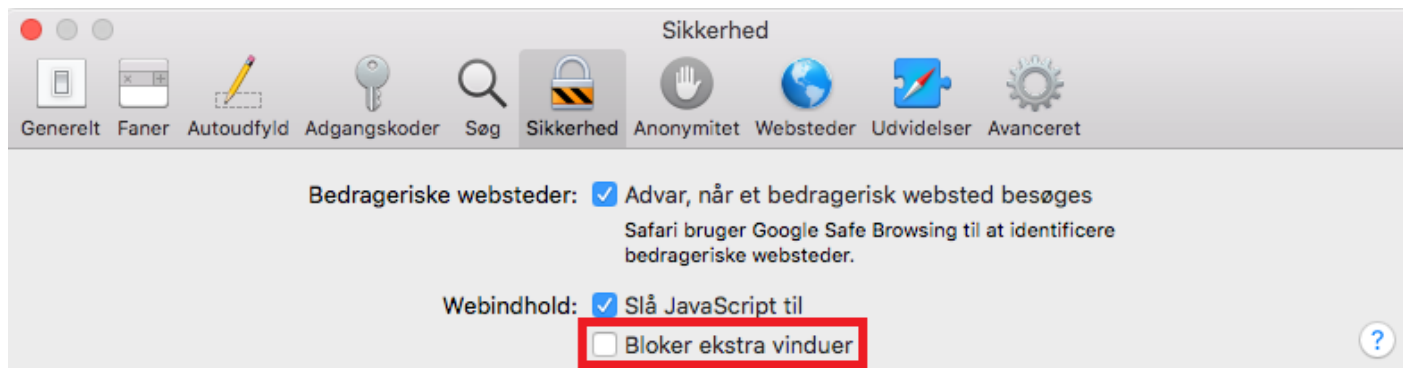 Sikkerhed
Generelt Faner Autoudfyld Adgangskoder Søg Sikkerhed Anonymitet Websteder Udvidelser Avanceret
Bedrageriske websteder: Advar, når et bedragerisk websted besøges
Safari bruger Google Safe Browsing til at identificere
bedrageriske websteder.
Webindhold: Slå JavaScript til
Bloker ekstra vinduer
?